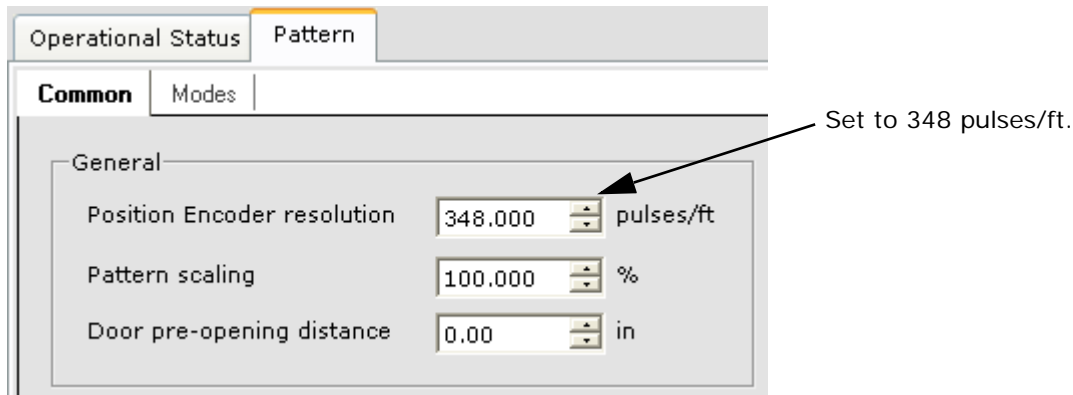 Operational Status Pattern
Common Modes
Set to 348 pulses/ft.
General
Position Encoder resolution 348.000 pulses/ft
Pattern scaling 100.000 %
Door pre-opening distance 0.00 in